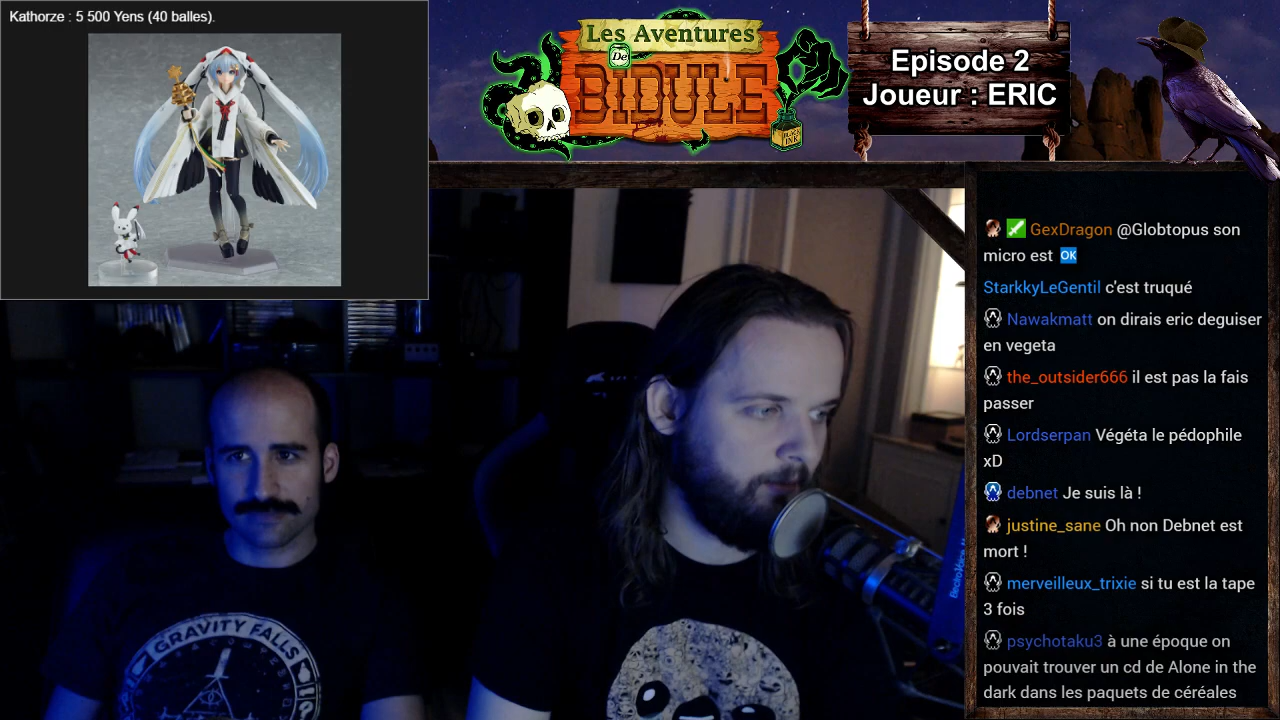 Kathorze : 5 500 Yens (40 balles).
Les Aventures
De
BIDULE
BLACK
INK
Episode 2
Joueur : ERIC
GexDragon @Globtopus son
micro est OK
StarkkyLeGentil c'est truqué
Nawakmatt on dirais eric deguiser
en vegeta
the_outsider666 il est pas la fais
passer
Lordserpan Végéta le pédophile
xD
debnet Je suis là !
justine_sane Oh non Debnet est
mort !
merveilleux_trixie si tu est la tape
3 fois
psychotaku3 à une époque on
pouvait trouver un cd de Alone in the
dark dans les paquets de céréales
GRAVITY FALLS
ElectroVoice